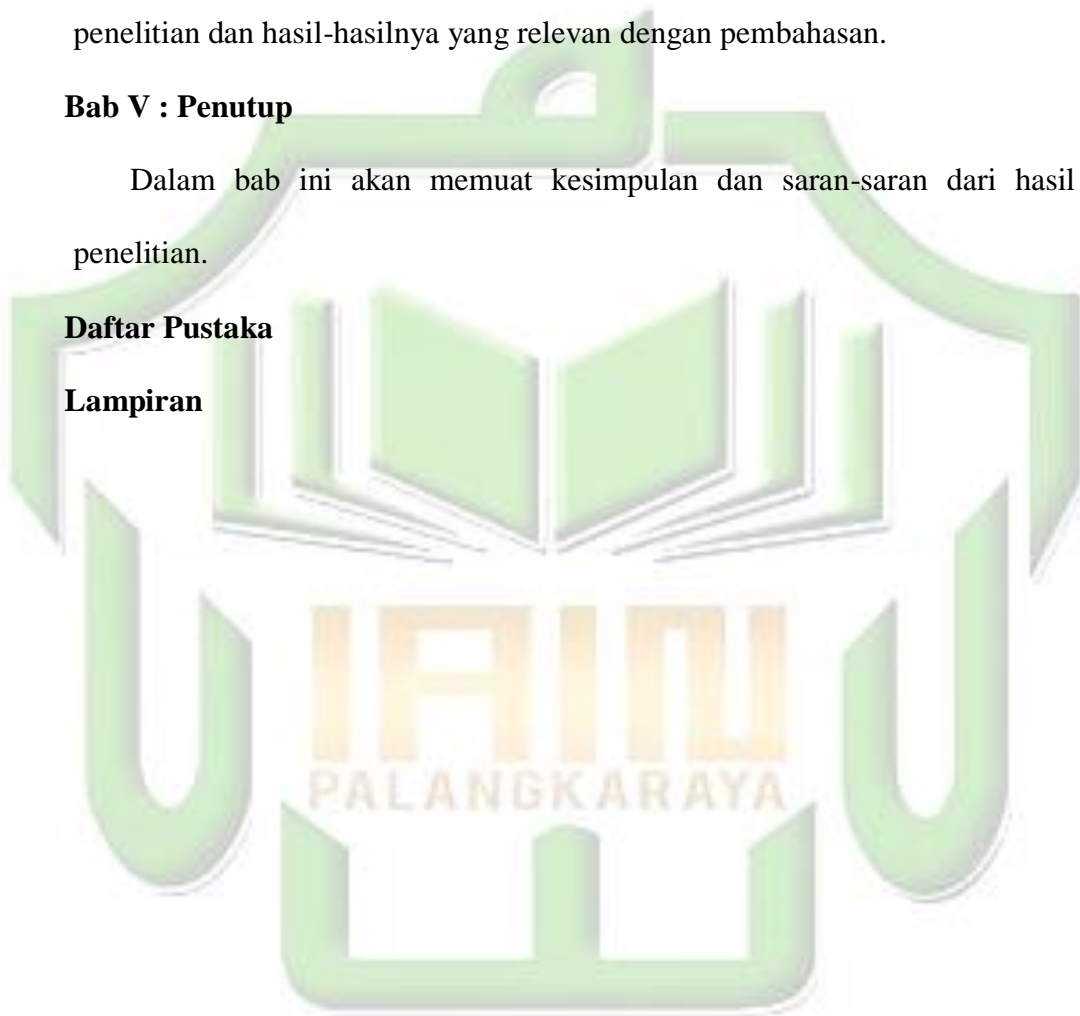 penelitian dan hasil-hasilnya yang relevan dengan pembahasan.
Bab V : Penutup
Dalam bab ini akan memuat kesimpulan dan saran-saran dari hasil
penelitian.
Daftar Pustaka
Lampiran
IAIN
PALANGKARAYA